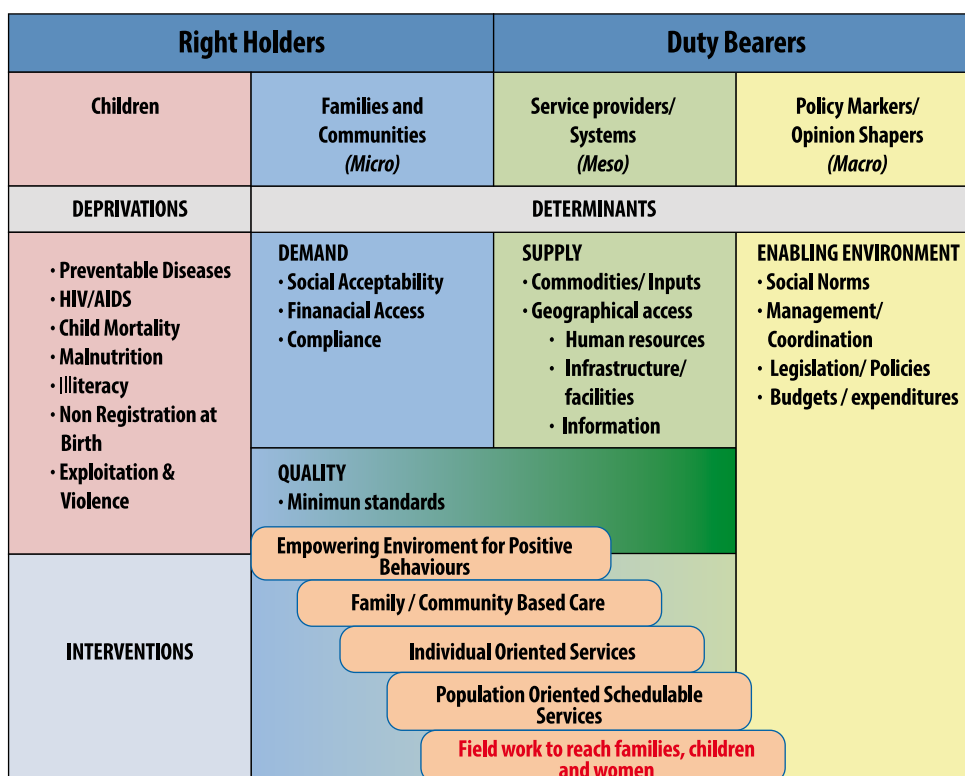 Right Holders
Duty Bearers
Children
Families and
Communities
(Micro)
Service providers/
Systems
(Meso)
Policy Markers/
Opinion Shapers
(Macro)
DEPRIVATIONS
DETERMINANTS
· Preventable Diseases
· HIV/AIDS
· Child Mortality
· Malnutrition
· Illiteracy
· Non Registration at
Birth
· Exploitation &
Violence
DEMAND
· Social Acceptability
· Finanacial Access
· Compliance
SUPPLY
· Commodities/ Inputs
· Geographical access
· Human resources
· Infrastructure/
facilities
· Information
ENABLING ENVIRONMENT
· Social Norms
· Management/
Coordination
· Legislation/ Policies
· Budgets / expenditures
QUALITY
· Minimun standards
INTERVENTIONS
Empowering Enviroment for Positive
Behaviours
Family / Community Based Care
Individual Oriented Services
Population Oriented Schedulable
Services
Field work to reach families, children
and women